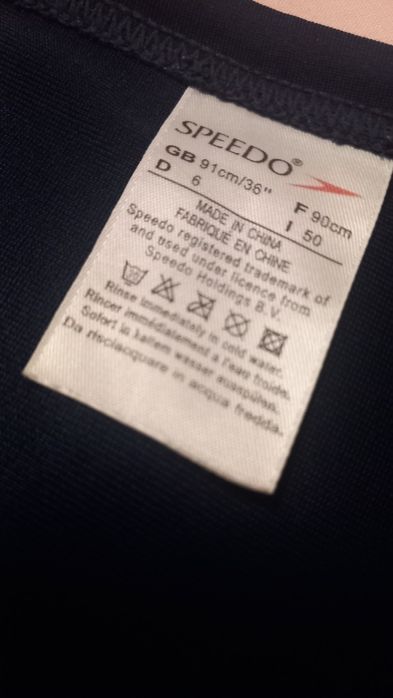 SPEEDO®
GB 91cm/36" F 90cm
D 6 I 50
MADE IN CHINA
FABRIQUÉ EN CHINE
Speedo registered trademark of
and used under licence from
Speedo Holdings B.V.
Rinse immediately in cold water.
Rincer immédiatement a l'eau froide.
Sofort in kaltem wasser ausspülen.
Da risciacquare in acqua fredda.